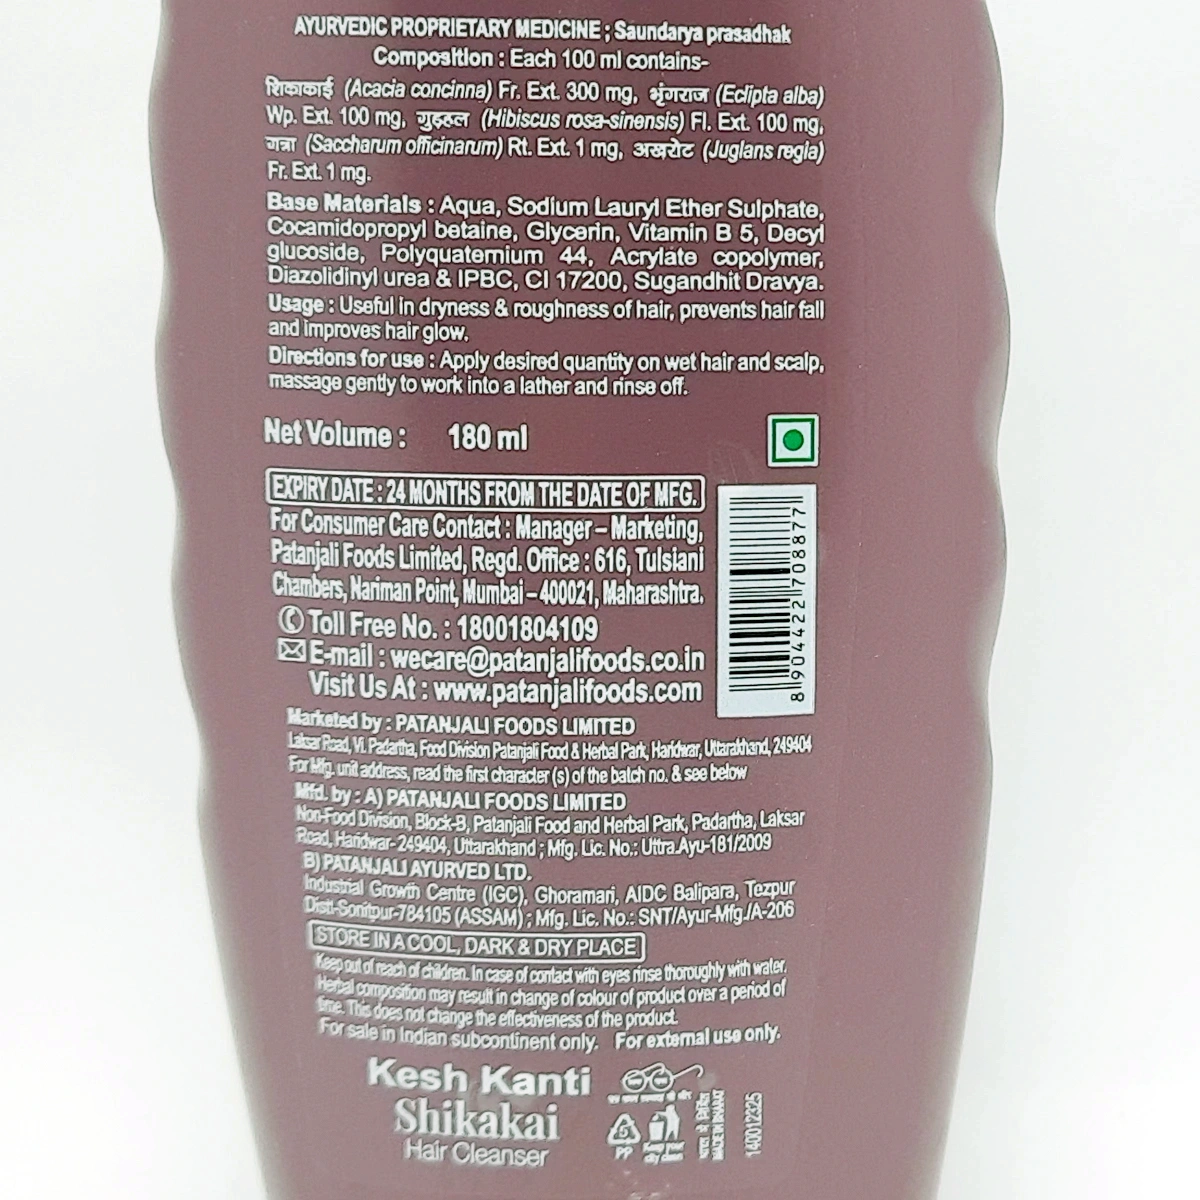 AYURVEDIC PROPRIETARY MEDICINE ; Saundarya prasadhak
Composition : Each 100 ml contains-
शिकाकाई (Acacia concinna) Fr. Ext. 300 mg, भृंगराज (Eclipta alba)
Wp. Ext. 100 mg, गुड़हल (Hibiscus rosa-sinensis) Fl. Ext. 100 mg,
गन्ना (Saccharum officinarum) Rt. Ext. 1 mg, अखरोट (Juglans regia)
Fr. Ext. 1 mg.
Base Materials : Aqua, Sodium Lauryl Ether Sulphate,
Cocamidopropyl betaine, Glycerin, Vitamin B 5, Decyl
glucoside, Polyquaternium 44, Acrylate copolymer,
Diazolidinyl urea & IPBC, CI 17200, Sugandhit Dravya.
Usage : Useful in dryness & roughness of hair, prevents hair fall
and improves hair glow.
Directions for use : Apply desired quantity on wet hair and scalp,
massage gently to work into a lather and rinse off.
Net Volume : 180 ml
EXPIRY DATE : 24 MONTHS FROM THE DATE OF MFG.
For Consumer Care Contact : Manager – Marketing,
Patanjali Foods Limited, Regd. Office : 616, Tulsiani
Chambers, Nariman Point, Mumbai – 400021, Maharashtra.
Toll Free No. : 18001804109
E-mail : wecare@patanjalifoods.co.in
Visit Us At : www.patanjalifoods.com
8 904422 708877
Marketed by : PATANJALI FOODS LIMITED
Laksar Road, Vi. Padartha, Food Division Patanjali Food & Herbal Park, Haridwar, Uttarakhand, 249404
For Mfg. unit address, read the first character (s) of the batch no. & see below
Mfd. by : A) PATANJALI FOODS LIMITED
Non-Food Division, Block-B, Patanjali Food and Herbal Park, Padartha, Laksar
Road, Haridwar- 249404, Uttarakhand ; Mfg. Lic. No.: Uttra.Ayu-181/2009
B) PATANJALI AYURVED LTD.
Industrial Growth Centre (IGC), Ghoramari, AIDC Balipara, Tezpur
Distt-Sonitpur-784105 (ASSAM) ; Mfg. Lic. No.: SNT/Ayur-Mfg./A-206
STORE IN A COOL, DARK & DRY PLACE
Keep out of reach of children. In case of contact with eyes rinse thoroughly with water.
Herbal composition may result in change of colour of product over a period of
time. This does not change the effectiveness of the product.
For sale in Indian subcontinent only. For external use only.
Kesh Kanti
Shikakai
Hair Cleanser
5
PP
Keep your
city clean
MADE IN BHARAT
140012325